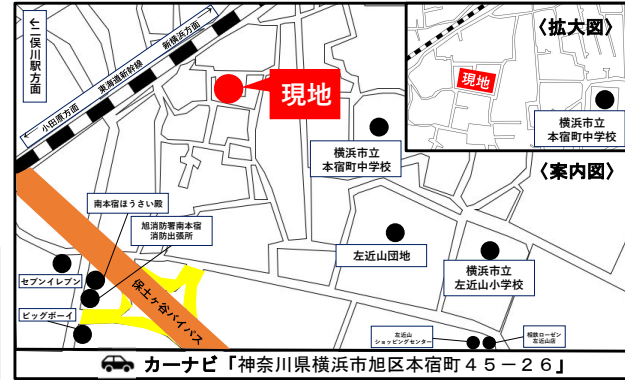 ←二俣川駅方面
←小田原方面 東海道新幹線 新横浜方面→
現地
横浜市立
本宿町中学校
〈拡大図〉
現地
横浜市立
本宿町中学校
〈案内図〉
南本宿ほうさい殿
旭消防署南本宿
消防出張所
セブンイレブン
ビッグボーイ
保土ヶ谷バイパス
左近山団地
横浜市立
左近山小学校
左近山
ショッピングセンター
相鉄ローゼン
左近山店
カーナビ「神奈川県横浜市旭区本宿町45－26」